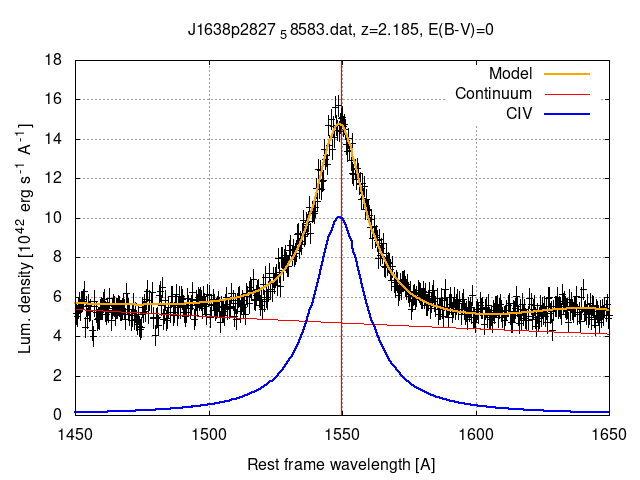 J1638p2827 ₅ 8583.dat, z=2.185, E(B-V)=0
18
16
14
12
10
8
6
4
2
0
Lum. density [10⁴² erg s⁻¹ A⁻¹]
Model
Continuum
CIV
1450 1500 1550 1600 1650
Rest frame wavelength [A]